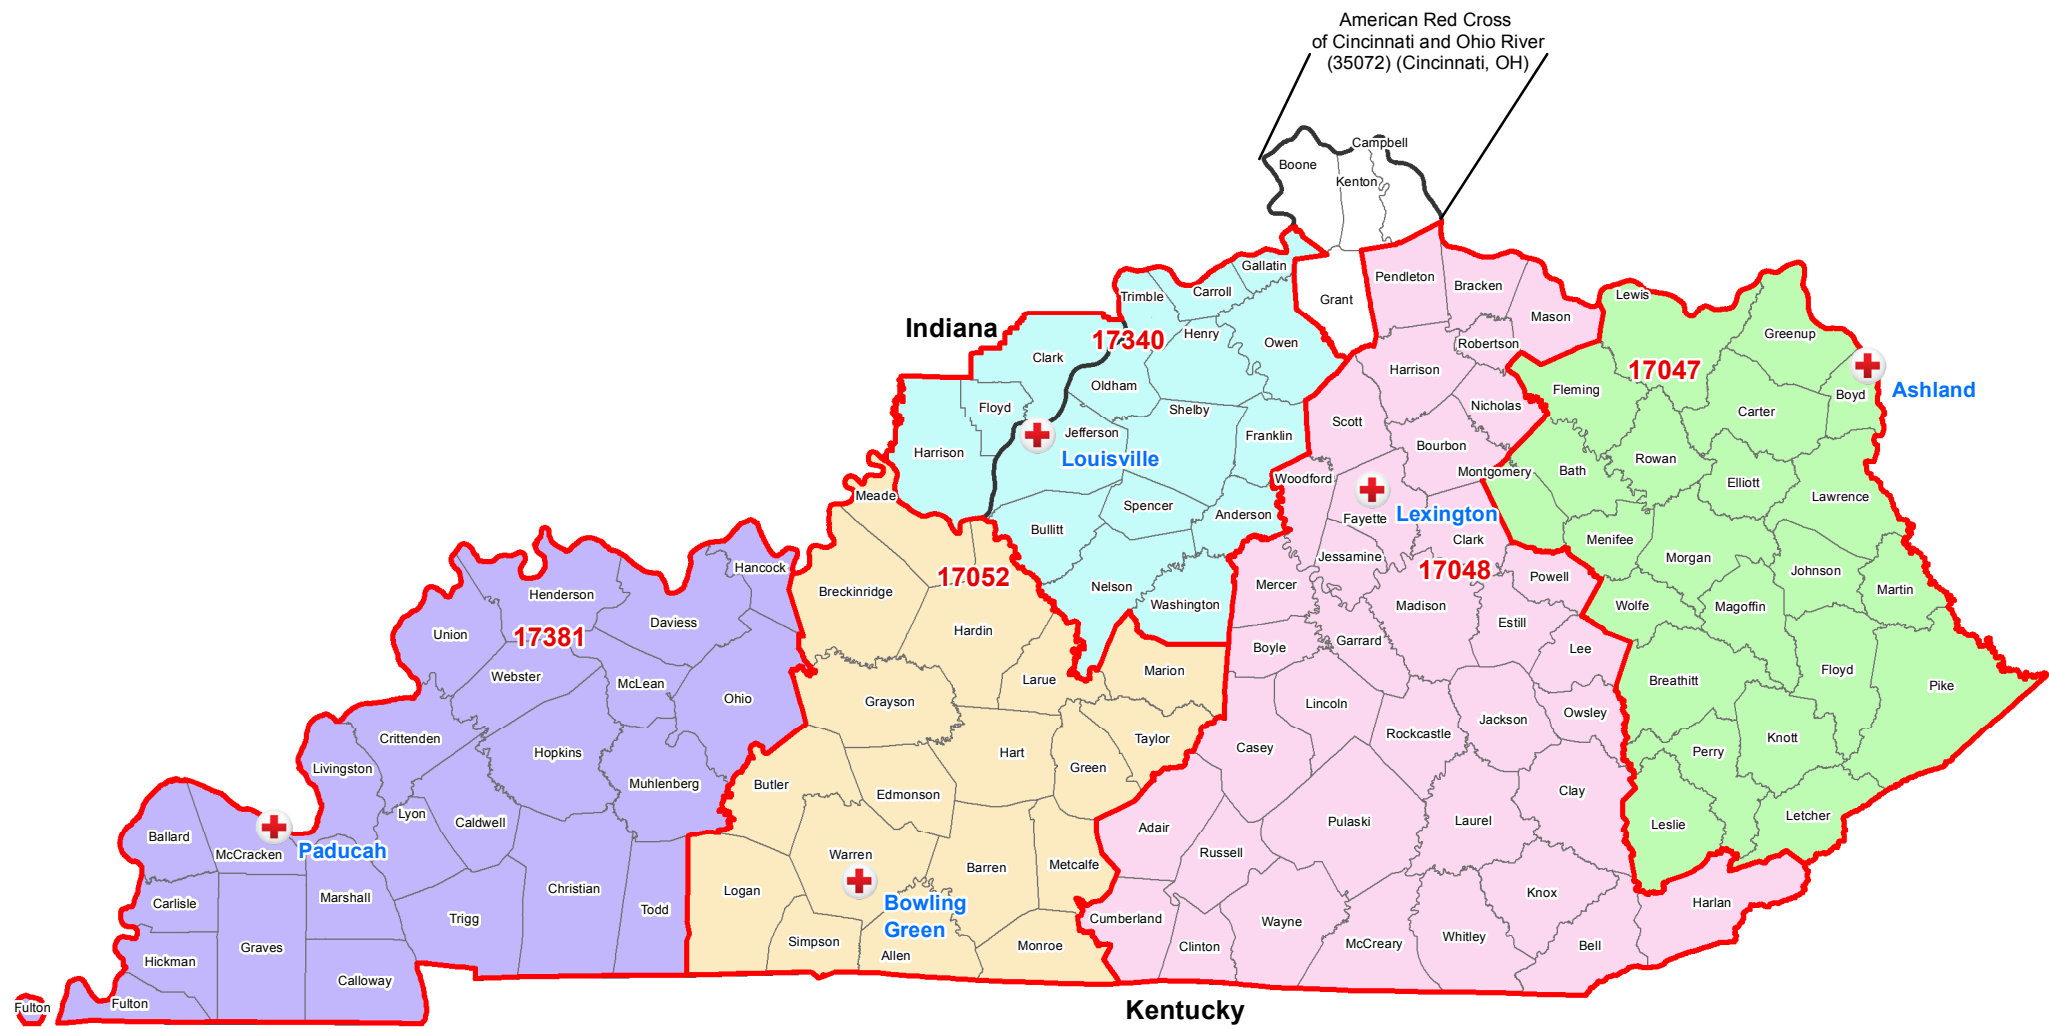 American Red Cross
of Cincinnati and Ohio River
(35072) (Cincinnati, OH)
Campbell
Boone
Kenton
Gallatin
Pendleton
Trimble
Carroll
Bracken
Lewis
Grant
Mason
Indiana
17340
Henry
Greenup
Owen
Robertson
Clark
Harrison
17047
Oldham
Fleming
Ashland
Boyd
Floyd
Shelby
Nicholas
Carter
Scott
Jefferson
Franklin
Bourbon
Harrison
Louisville
Rowan
Montgomery
Bath
Woodford
Elliott
Meade
Lawrence
Spencer
Anderson
Fayette
Lexington
Bullitt
Clark
Menifee
Jessamine
Morgan
Hancock
17048
Johnson
17052
Powell
Mercer
Nelson
Martin
Breckinridge
Henderson
Washington
Madison
Wolfe
Magoffin
Daviess
Estill
Hardin
Union
17381
Garrard
Boyle
Lee
Marion
Floyd
Webster
McLean
Larue
Breathitt
Pike
Ohio
Grayson
Lincoln
Owsley
Jackson
Rockcastle
Crittenden
Taylor
Knott
Casey
Hopkins
Hart
Perry
Livingston
Green
Muhlenberg
Butler
Clay
Edmonson
Lyon
Caldwell
Pulaski
Laurel
Letcher
Adair
Leslie
Ballard
McCracken
Paducah
Russell
Warren
Metcalfe
Barren
Christian
Logan
Knox
Marshall
Carlisle
Bowling
Green
Harlan
Todd
Trigg
Cumberland
Wayne
Whitley
Simpson
McCreary
Bell
Graves
Monroe
Clinton
Allen
Hickman
Calloway
Fulton
Fulton
Kentucky